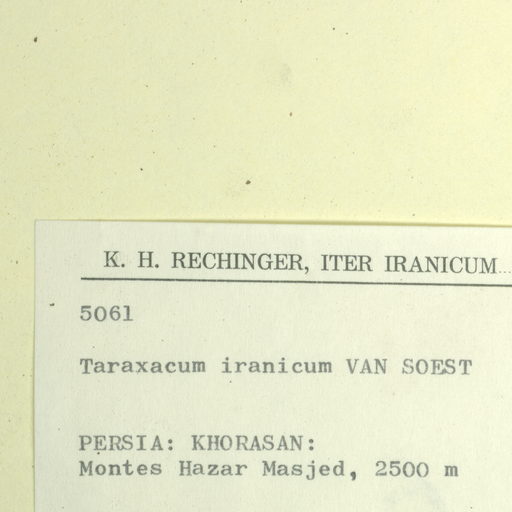 K. H. RECHINGER, ITER IRANICUM
5061
Taraxacum iranicum VAN SOEST
PERSIA: KHORASAN:
Montes Hazar Masjed, 2500 m